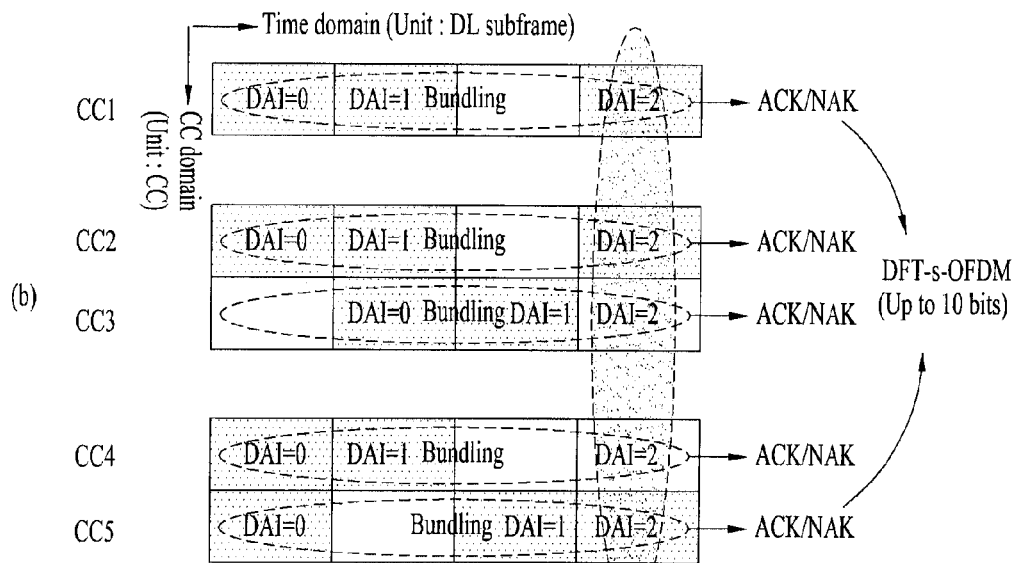 Time domain (Unit : DL subframe)
CC domain
(Unit : CC)
(b)
CC1
DAI=0 DAI=1 Bundling DAI=2
ACK/NAK
CC2
DAI=0 DAI=1 Bundling DAI=2
ACK/NAK
CC3
DAI=0 Bundling DAI=1 DAI=2
ACK/NAK
CC4
DAI=0 DAI=1 Bundling DAI=2
ACK/NAK
CC5
DAI=0 Bundling DAI=1 DAI=2
ACK/NAK
DFT-s-OFDM
(Up to 10 bits)